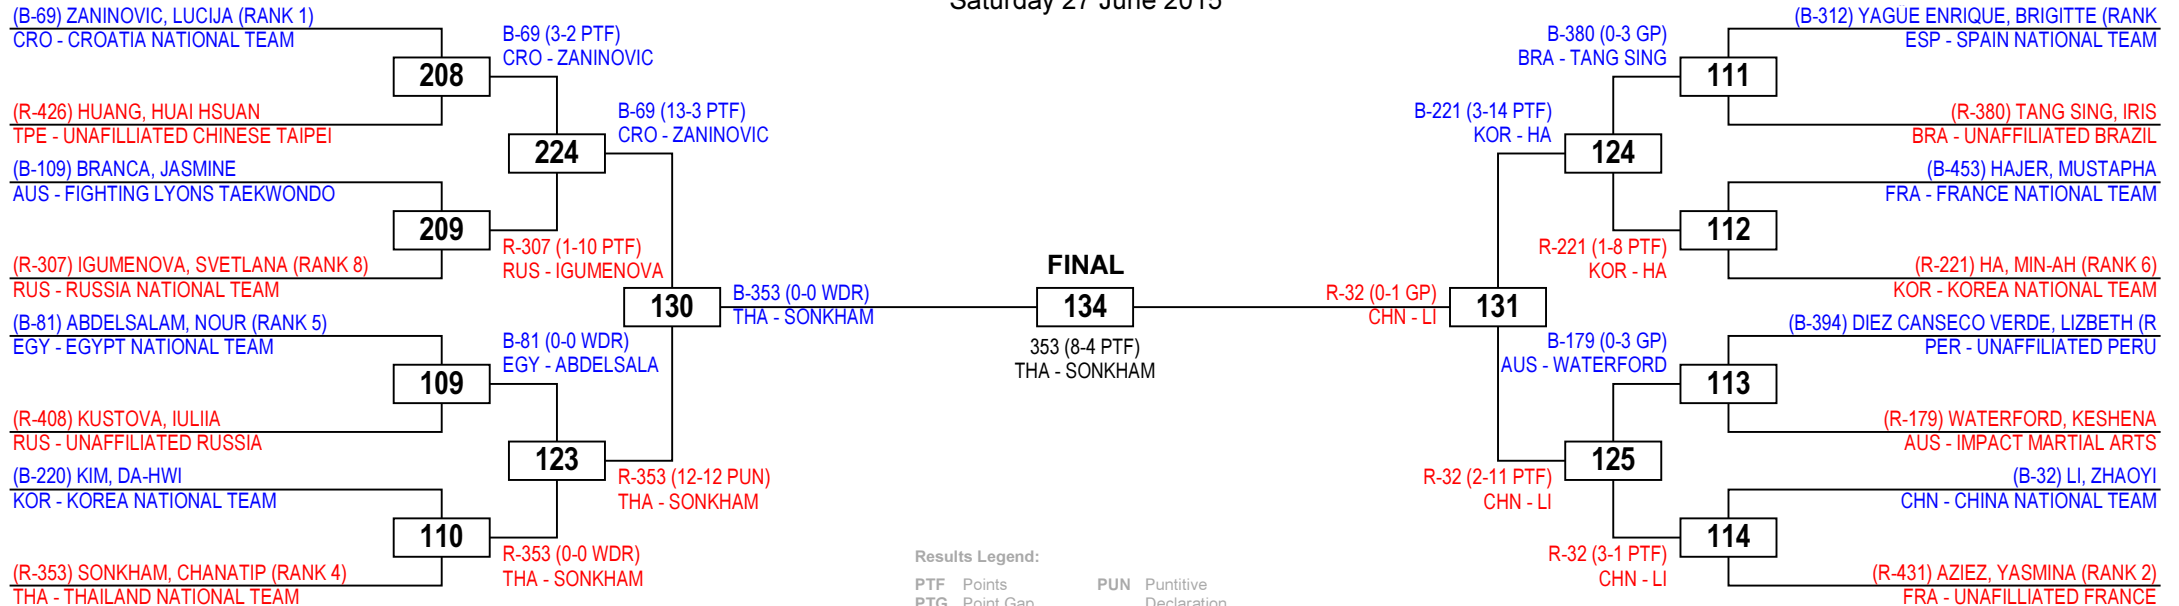 Saturday 27 June 2015
(B-69) ZANINOVIC, LUCIJA (RANK 1)
CRO - CROATIA NATIONAL TEAM
208
(R-426) HUANG, HUAI HSUAN
TPE - UNAFILLIATED CHINESE TAIPEI
(B-109) BRANCA, JASMINE
AUS - FIGHTING LYONS TAEKWONDO
209
(R-307) IGUMENOVA, SVETLANA (RANK 8)
RUS - RUSSIA NATIONAL TEAM
(B-81) ABDELSALAM, NOUR (RANK 5)
EGY - EGYPT NATIONAL TEAM
109
(R-408) KUSTOVA, IULIIA
RUS - UNAFFILIATED RUSSIA
(B-220) KIM, DA-HWI
KOR - KOREA NATIONAL TEAM
110
(R-353) SONKHAM, CHANATIP (RANK 4)
THA - THAILAND NATIONAL TEAM
B-69 (3-2 PTF)
CRO - ZANINOVIC
224
R-307 (1-10 PTF)
RUS - IGUMENOVA
B-81 (0-0 WDR)
EGY - ABDELSALA
123
R-353 (0-0 WDR)
THA - SONKHAM
B-69 (13-3 PTF)
CRO - ZANINOVIC
130
R-353 (12-12 PUN)
THA - SONKHAM
B-353 (0-0 WDR)
THA - SONKHAM
FINAL
134
353 (8-4 PTF)
THA - SONKHAM
R-32 (0-1 GP)
CHN - LI
131
B-221 (3-14 PTF)
KOR - HA
R-32 (2-11 PTF)
CHN - LI
B-380 (0-3 GP)
BRA - TANG SING
124
R-221 (1-8 PTF)
KOR - HA
B-179 (0-3 GP)
AUS - WATERFORD
125
R-32 (3-1 PTF)
CHN - LI
(B-312) YAGÜE ENRIQUE, BRIGITTE (RANK
ESP - SPAIN NATIONAL TEAM
111
(R-380) TANG SING, IRIS
BRA - UNAFFILIATED BRAZIL
(B-453) HAJER, MUSTAPHA
FRA - FRANCE NATIONAL TEAM
112
(R-221) HA, MIN-AH (RANK 6)
KOR - KOREA NATIONAL TEAM
(B-394) DIEZ CANSECO VERDE, LIZBETH (R
PER - UNAFFILIATED PERU
113
(R-179) WATERFORD, KESHENA
AUS - IMPACT MARTIAL ARTS
(B-32) LI, ZHAOYI
CHN - CHINA NATIONAL TEAM
114
(R-431) AZIEZ, YASMINA (RANK 2)
FRA - UNAFILLIATED FRANCE
Results Legend:
PTF Points PUN Puntitive
PTG Point Gap Declaration